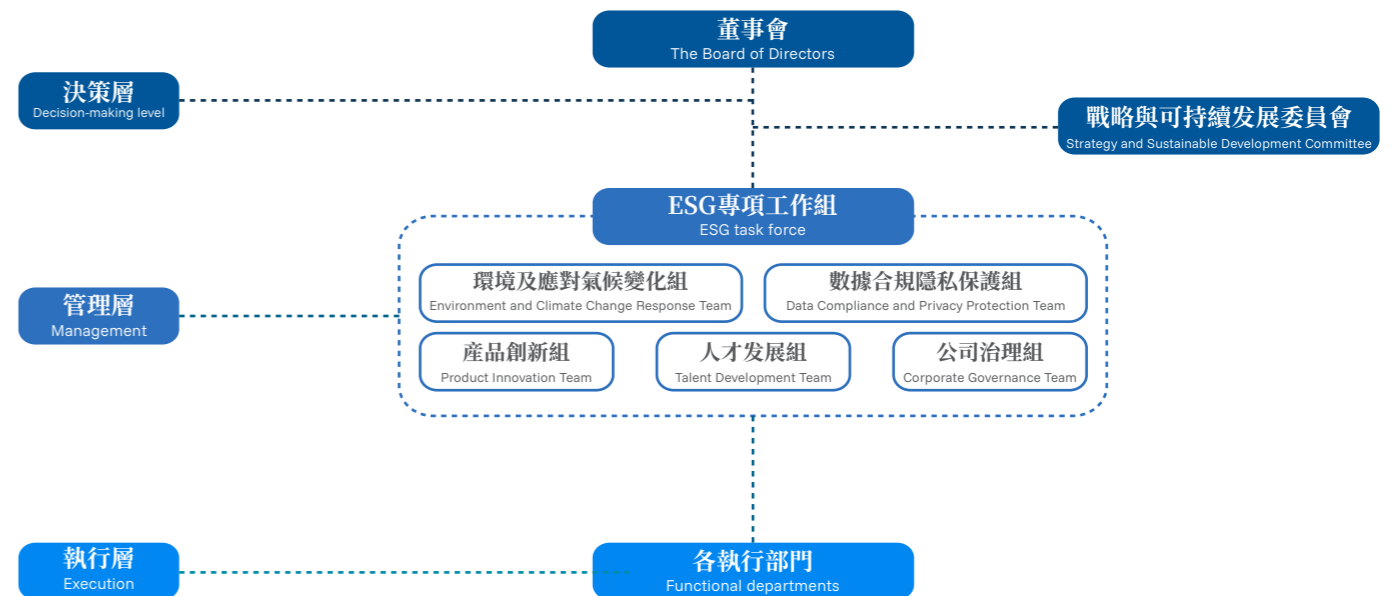 董事會
The Board of Directors
決策層
Decision-making level
戰略與可持續发展委員會
Strategy and Sustainable Development Committee
ESG專項工作組
ESG task force
環境及應對氣候變化組
Environment and Climate Change Response Team
數據合規隱私保護組
Data Compliance and Privacy Protection Team
管理層
Management
産品創新組
Product Innovation Team
人才发展組
Talent Development Team
公司治理組
Corporate Governance Team
執行層
Execution
各執行部門
Functional departments